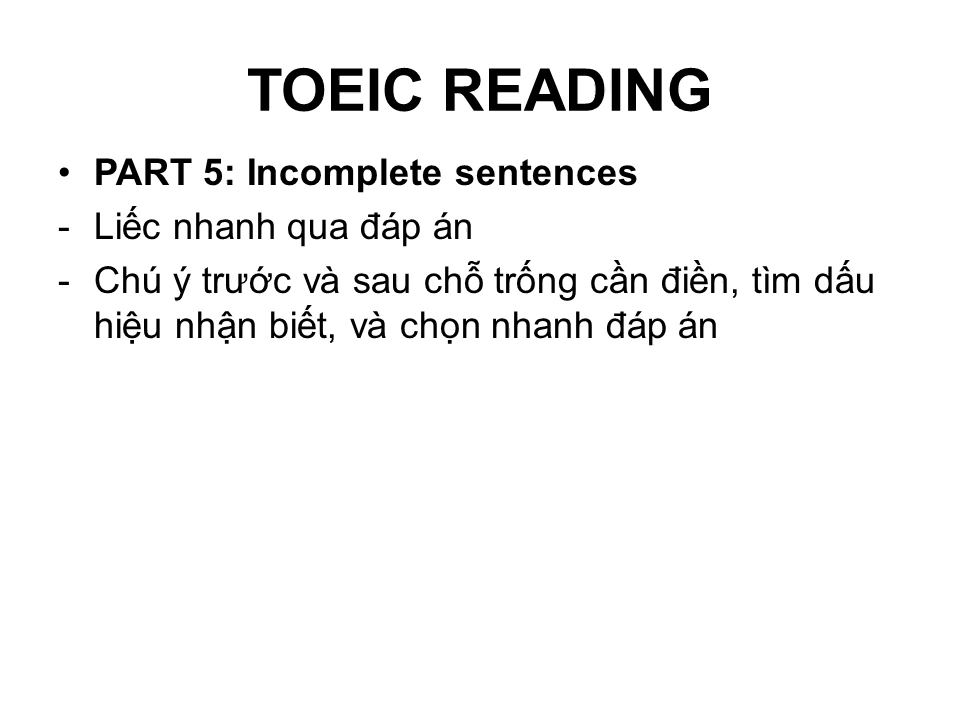 TOEIC READING
• PART 5: Incomplete sentences
- Liếc nhanh qua đáp án
- Chú ý trước và sau chỗ trống cần điền, tìm dấu
hiệu nhận biết, và chọn nhanh đáp án